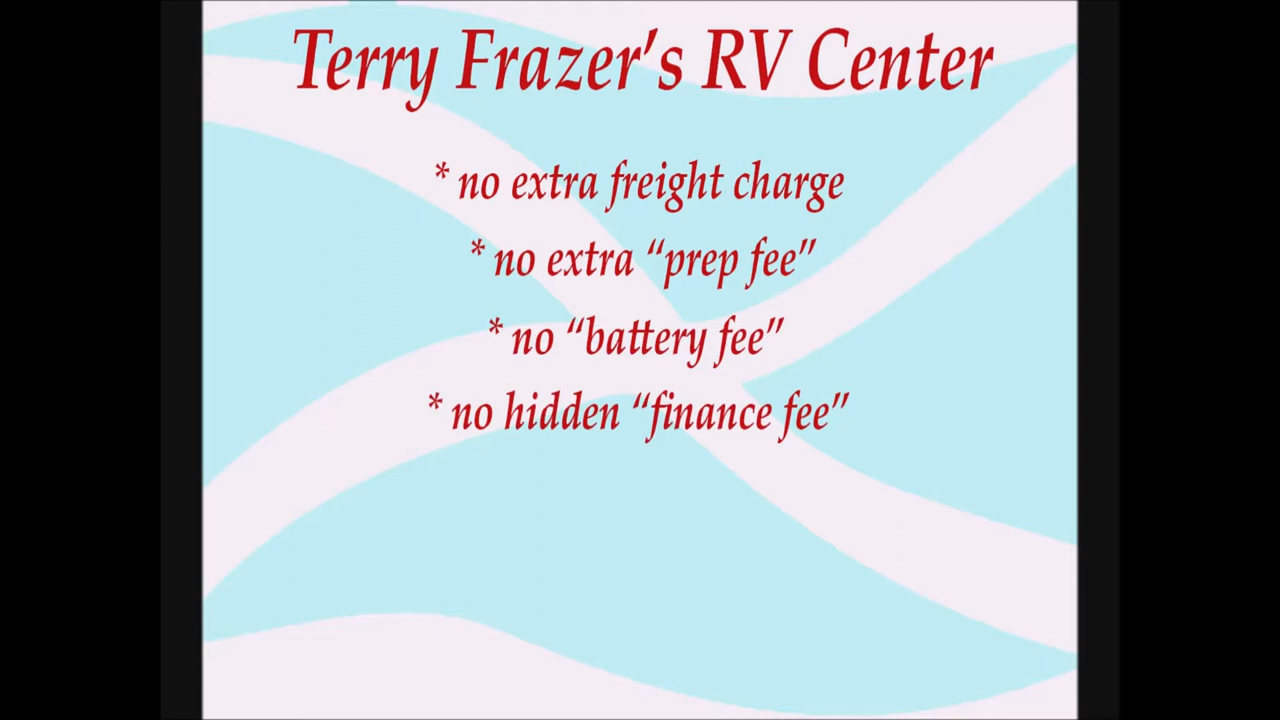 Terry Frazer’s RV Center
* no extra freight charge
* no extra “prep fee”
* no “battery fee”
* no hidden “finance fee”